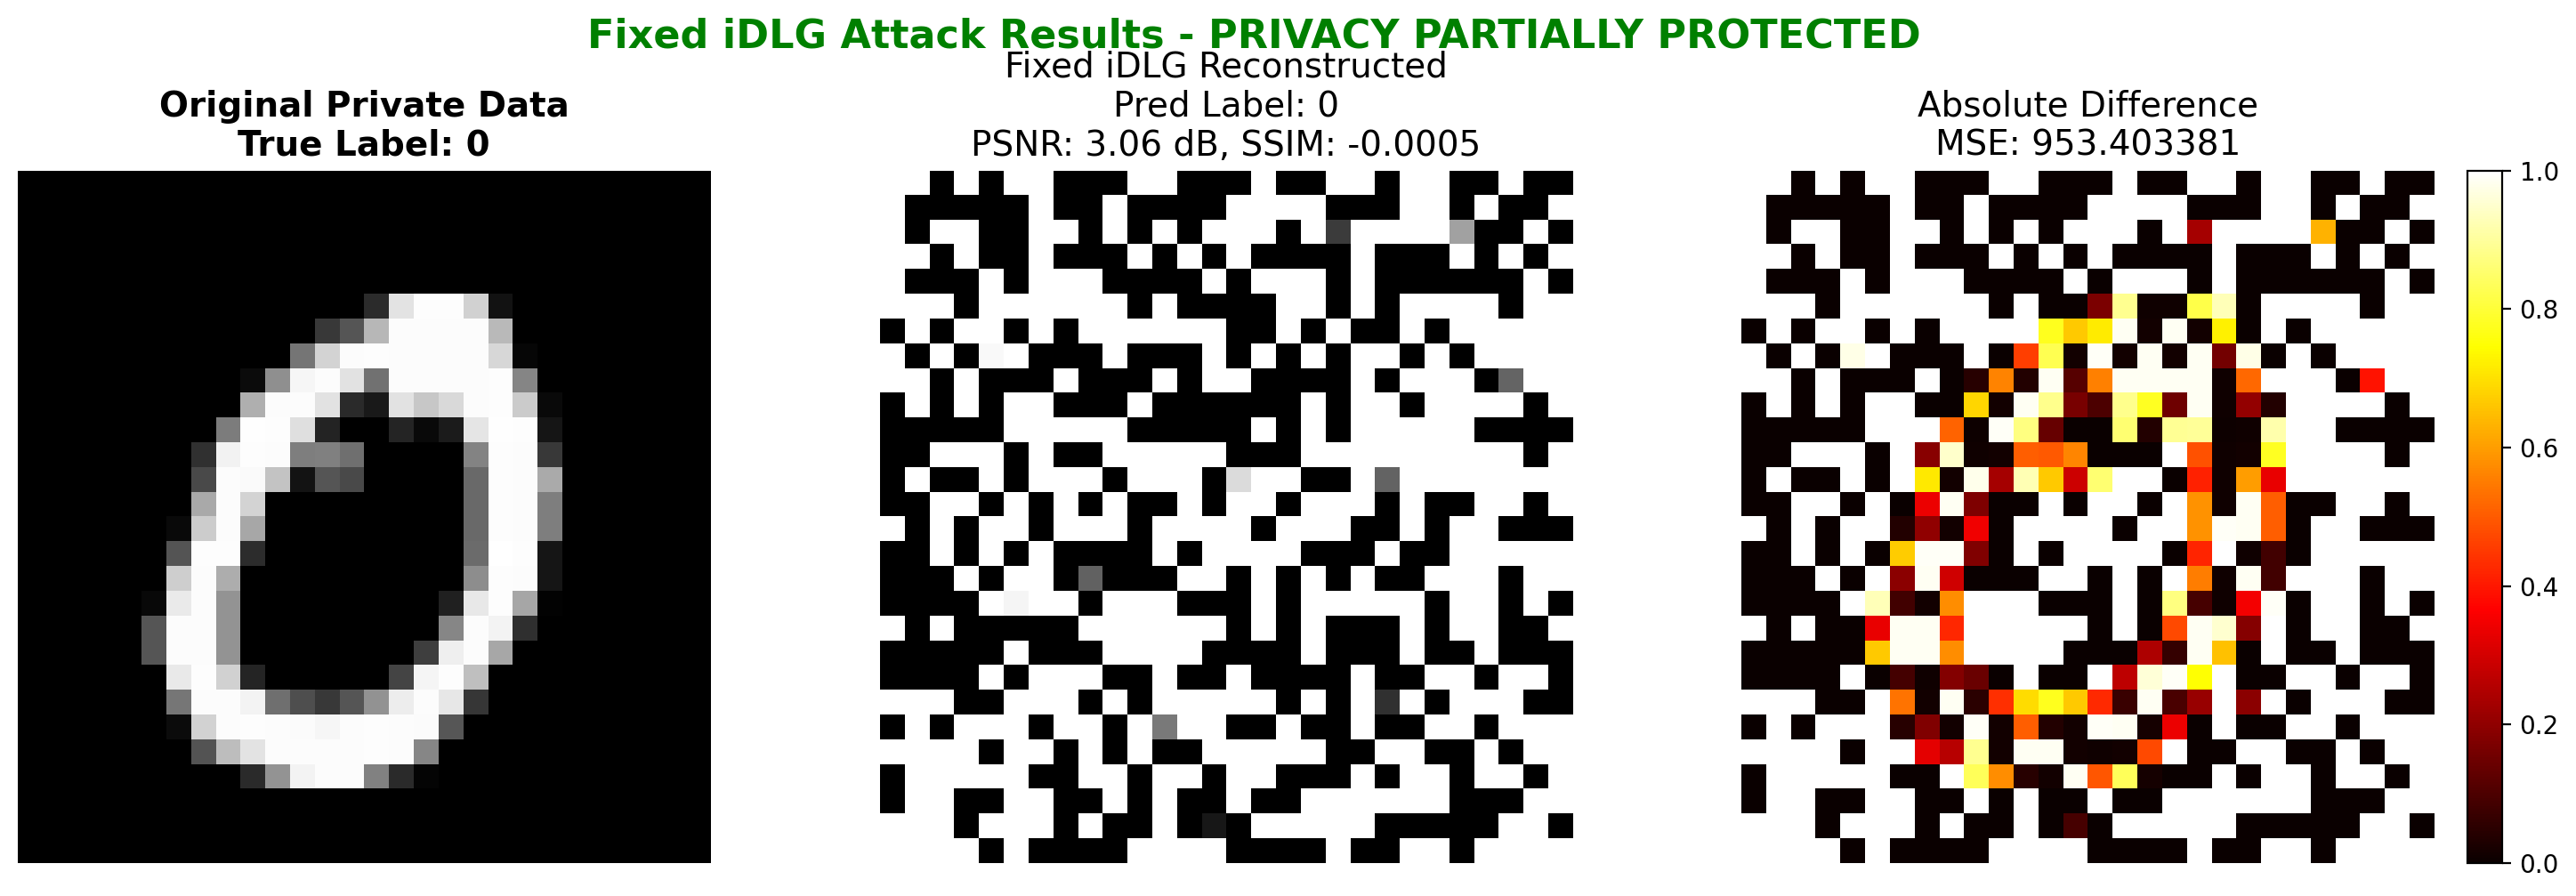 Fixed iDLG Attack Results - PRIVACY PARTIALLY PROTECTED
Original Private Data
True Label: 0
Fixed iDLG Reconstructed
Pred Label: 0
PSNR: 3.06 dB, SSIM: -0.0005
Absolute Difference
MSE: 953.403381
1.0
0.8
0.6
0.4
0.2
0.0